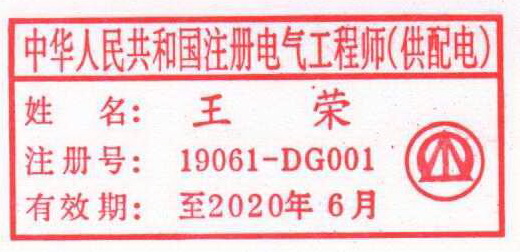 中华人民共和国注册电气工程师(供配电)
姓 名: 王 荣
注册号: 19061-DG001
有效期: 至2020年 6月